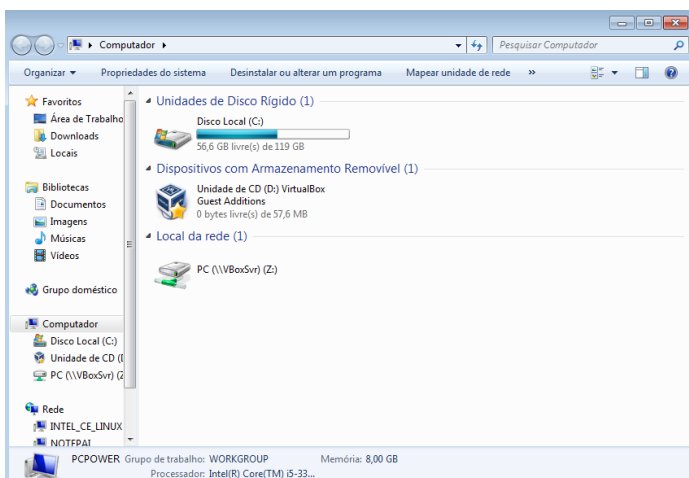 Computador
Pesquisar Computador
Organizar Propriedades do sistema Desinstalar ou alterar um programa Mapear unidade de rede »
Favoritos
Área de Trabalho
Downloads
Locais
Bibliotecas
Documentos
Imagens
Músicas
Vídeos
Grupo doméstico
Computador
Disco Local (C:)
Unidade de CD (
PC (\\VBoxSvr) (Z
Rede
INTEL_CE_LINUX
NOTEPAI
Unidades de Disco Rígido (1)
Disco Local (C:)
56,6 GB livre(s) de 119 GB
Dispositivos com Armazenamento Removível (1)
Unidade de CD (D:) VirtualBox
Guest Additions
0 bytes livre(s) de 57,6 MB
Local da rede (1)
PC (\\VBoxSvr) (Z:)
PCPOWER Grupo de trabalho: WORKGROUP Memória: 8,00 GB
Processador: Intel(R) Core(TM) i5-33...